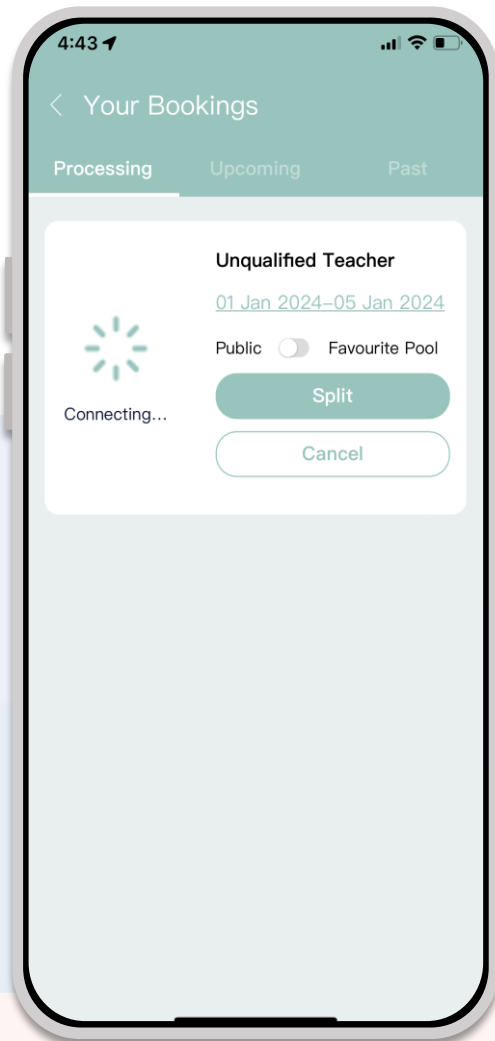 4:43
Your Bookings
Processing Upcoming Past
Unqualified Teacher
01 Jan 2024–05 Jan 2024
Public Favourite Pool
Connecting...
Split
Cancel